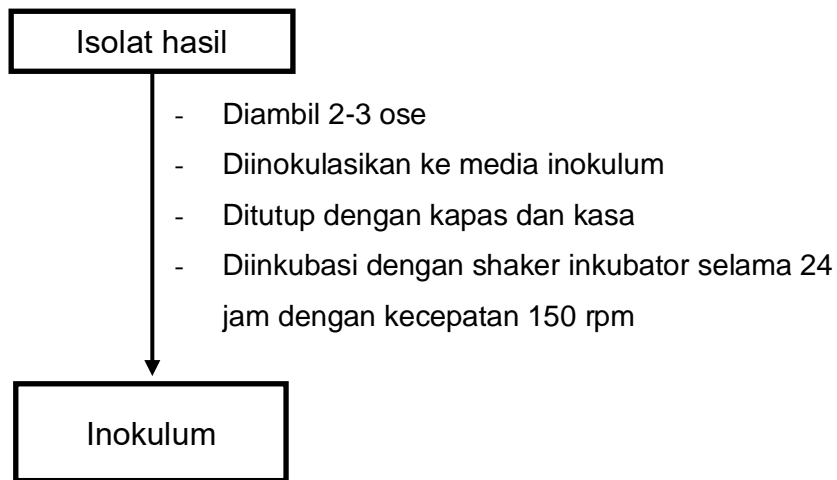 Isolat hasil
- Diambil 2-3 ose
- Diinokulasikan ke media inokulum
- Ditutup dengan kapas dan kasa
- Diinkubasi dengan shaker inkubator selama 24
jam dengan kecepatan 150 rpm
Inokulum